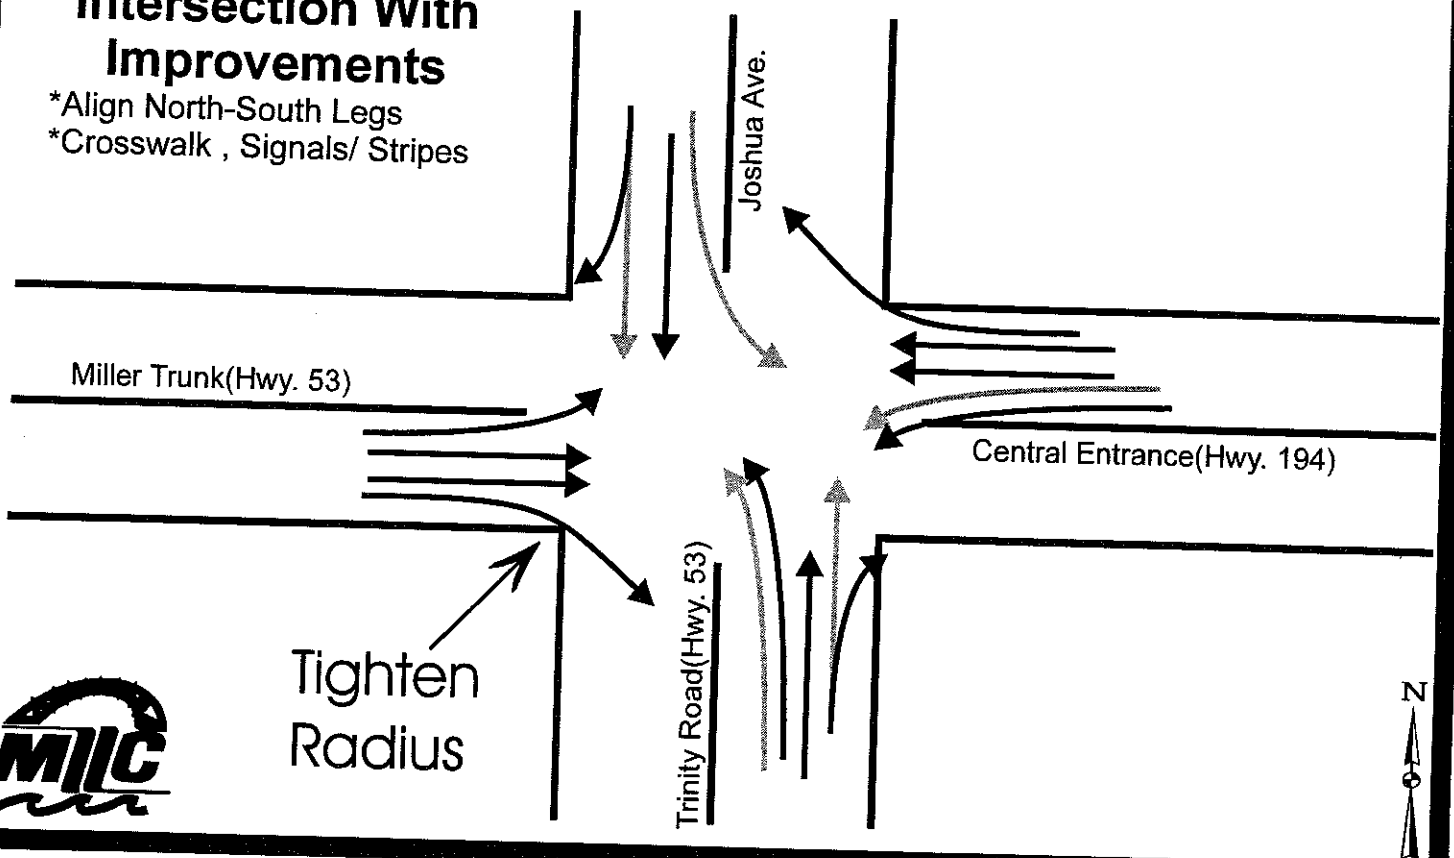 Intersection With
Improvements
*Align North-South Legs
*Crosswalk , Signals/ Stripes
Joshua Ave.
Miller Trunk(Hwy. 53)
Central Entrance(Hwy. 194)
Trinity Road(Hwy. 53)
Tighten
Radius
MIC
N